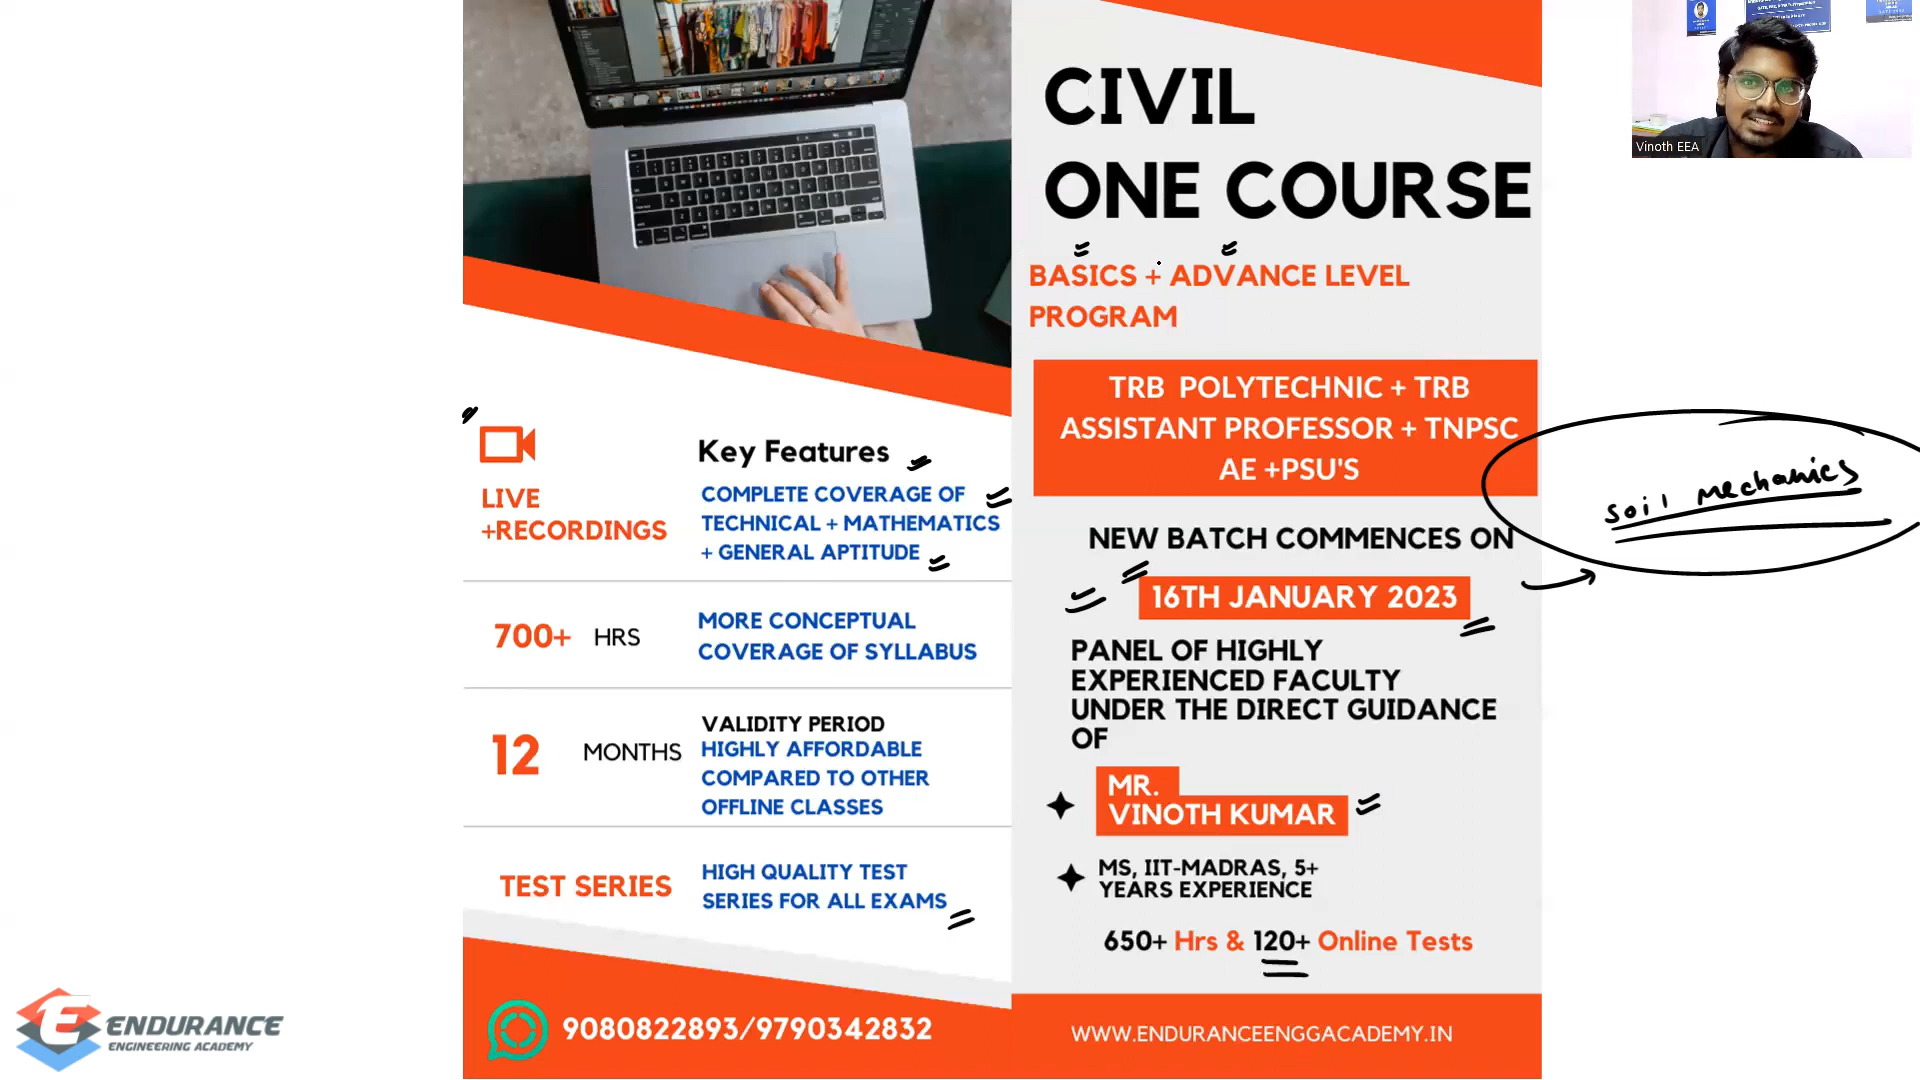 CIVIL
ONE COURSE
BASICS + ADVANCE LEVEL
PROGRAM
TRB POLYTECHNIC + TRB
ASSISTANT PROFESSOR + TNPSC
AE +PSU'S
NEW BATCH COMMENCES ON
16TH JANUARY 2023
PANEL OF HIGHLY
EXPERIENCED FACULTY
UNDER THE DIRECT GUIDANCE
OF
MR.
VINOTH KUMAR
MS, IIT-MADRAS, 5+
YEARS EXPERIENCE
650+ Hrs & 120+ Online Tests
WWW.ENDURANCEENGGACADEMY.IN
Key Features
LIVE
+RECORDINGS
COMPLETE COVERAGE OF
TECHNICAL + MATHEMATICS
+ GENERAL APTITUDE
700+ HRS
MORE CONCEPTUAL
COVERAGE OF SYLLABUS
12 MONTHS
VALIDITY PERIOD
HIGHLY AFFORDABLE
COMPARED TO OTHER
OFFLINE CLASSES
TEST SERIES
HIGH QUALITY TEST
SERIES FOR ALL EXAMS
9080822893/9790342832
Soil Mechanics
Vinoth EEA
ENDURANCE
ENGINEERING ACADEMY